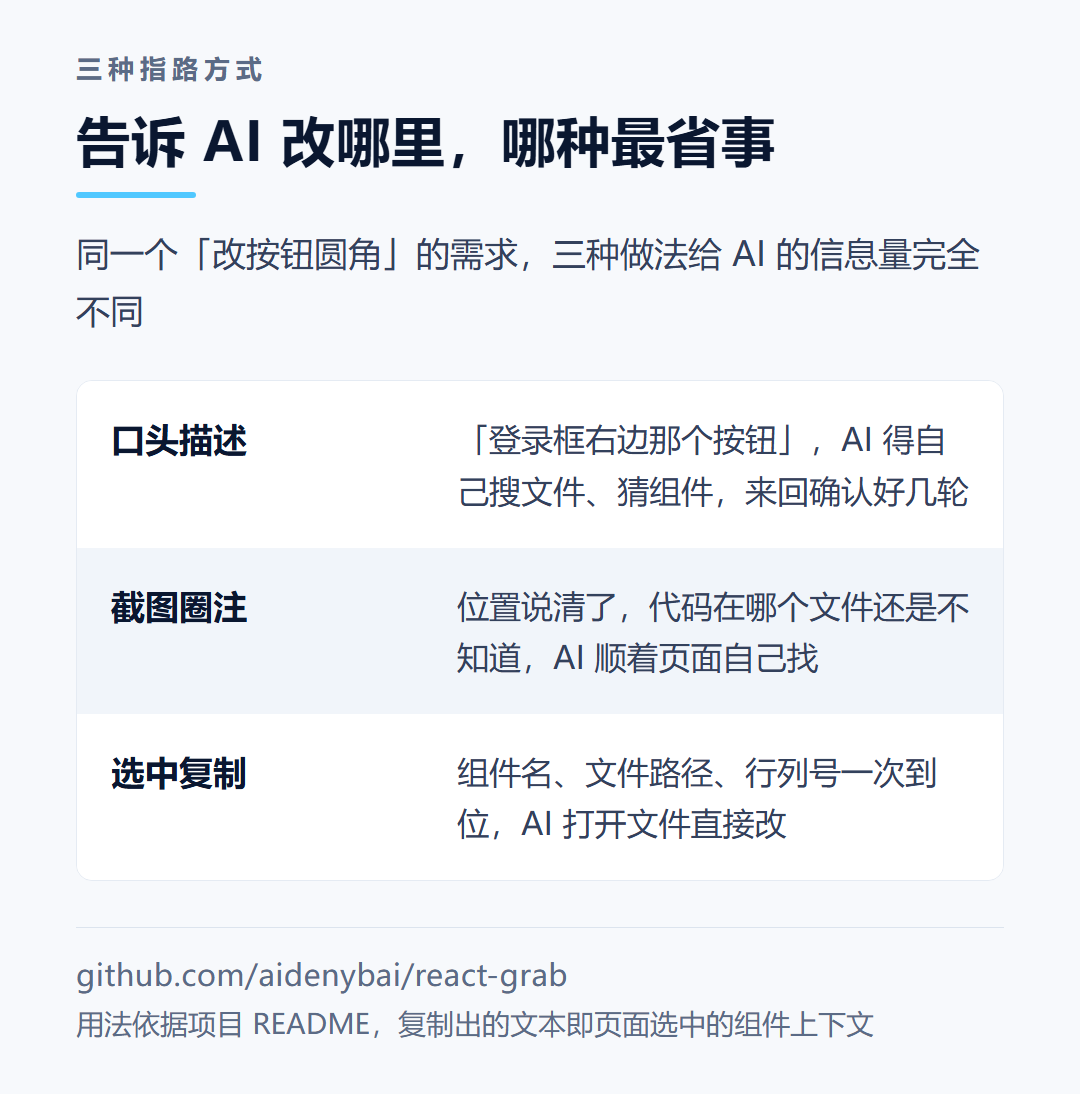 三种指路方式
告诉 AI 改哪里，哪种最省事
同一个「改按钮圆角」的需求，三种做法给 AI 的信息量完全
不同
口头描述
「登录框右边那个按钮」，AI 得自
己搜文件、猜组件，来回确认好几轮
截图圈注
位置说清了，代码在哪个文件还是不
知道，AI 顺着页面自己找
选中复制
组件名、文件路径、行列号一次到
位，AI 打开文件直接改
github.com/aidenybai/react-grab
用法依据项目 README，复制出的文本即页面选中的组件上下文